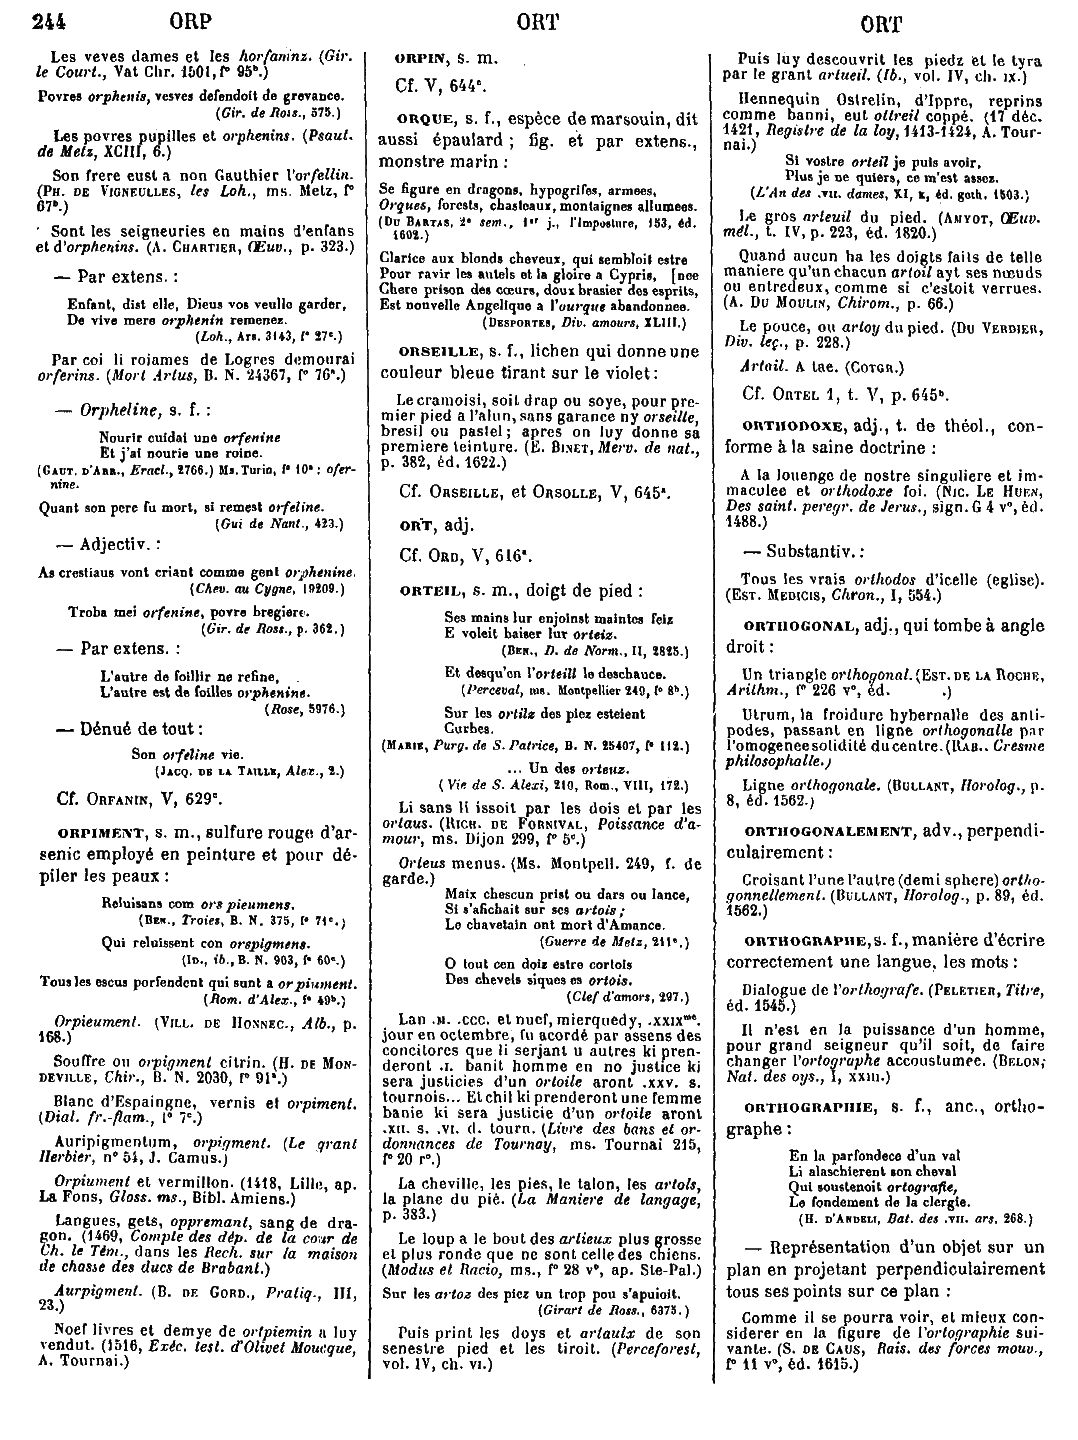 244 ORP ORT ORT
Les veves dames et les horfaninz. (Gir.
le Court., Vat Chr. 1501, f° 95ᵇ.)
Povres orphenis, vesves defendoit de grevance.
(Gir. de Rois., 575.)
Les povres pupilles et orphenins. (Psaut.
de Metz, XCIII, 6.)
Son frere eust a non Gauthier l'orfellin.
(PH. DE VIGNEULLES, les Loh., ms. Metz, f°
67ᵇ.)
Sont les seigneuries en mains d'enfans
et d'orphenins. (A. CHARTIER, Œuv., p. 323.)
— Par extens. :
Enfant, dist elle, Dieus vos veullo garder,
De vive mere orphenin remenez.
(Loh., Ars. 3143, f° 27ᶜ.)
Par coi li roiames de Logres demourai
orferins. (Mort Artus, B. N. 24367, f° 76ᵃ.)
— Orpheline, s. f. :
Nourir cuidai une orfenine
Et j'ai nourie une roine.
(GAUT. D'ARR., Eracl., 2766.) Ms. Turin, f° 10ᵃ : ofer-
nine.
Quant son pere fu mort, si remest orfeline.
(Gui de Nant., 423.)
— Adjectiv. :
As crestiaus vont criant comme gent orphenine.
(Chev. au Cygne, 19209.)
Troba mei orfenine, povre bregiere.
(Gir. de Ross., p. 362.)
— Par extens. :
L'autre de foillir ne refine,
L'autre est de foilles orphenine.
(Rose, 5976.)
— Dénué de tout :
Son orfeline vie.
(JACQ. DE LA TAILLE, Alex., 2.)
Cf. ORFANIN, V, 629ᶜ.
ORPIMENT, s. m., sulfure rouge d'ar-
senic employé en peinture et pour dé-
piler les peaux :
Reluisans com. ors pieumens.
(BEN., Troies, B. N. 375, f° 71ᶜ.)
Qui reluissent con orspigmens.
(ID., ib., B. N. 903, f° 60ᶜ.)
Tous les escus porfendent qui sunt a orpiument.
(Rom. d'Alex., f° 49ᵇ.)
Orpieument. (VILL. DE HONNEC., Alb., p.
168.)
Souffre ou orpigment citrin. (H. DE MON-
DEVILLE, Chir., B. N. 2030, f° 91ᵃ.)
Blanc d'Espaingne, vernis et orpiment.
(Dial. fr.-flam., f° 7ᶜ.)
Auripigmentum, orpigment. (Le grant
Herbier, n° 54, J. Camus.)
Orpiument et vermillon. (1418, Lille, ap.
La Fons, Gloss. ms., Bibl. Amiens.)
Langues, gets, oppremant, sang de dra-
gon. (1469, Compte des dép. de la cour de
Ch. le Tém., dans les Rech. sur la maison
de chasse des ducs de Brabant.)
Aurpigment. (B. DE GORD., Pratiq., III,
23.)
Noef livres et demye de ortpiemin a luy
vendut. (1516, Exéc. test. d'Olivet Moucque,
A. Tournai.)
ORPIN, s. m.
Cf. V, 644ᶜ.
ORQUE, s. f., espèce de marsouin, dit
aussi épaulard ; fig. et par extens.,
monstre marin :
Se figure en dragons, hypogrifes, armees,
Orques, forests, chasteaux, montaignes allumees.
(DU BARTAS, 2ᵉ sem., 1ᵉʳ j., l'Imposture, 153, éd.
1602.)
Clarice aux blonds cheveux, qui sembloit estre
Pour ravir les autels et la gloire a Cypris, [nee
Chere prison des cœurs, doux brasier des esprits,
Est nouvelle Angelique a l'ourque abandonnee.
(DESPORTES, Div. amours, XLIII.)
ORSEILLE, s. f., lichen qui donne une
couleur bleue tirant sur le violet :
Le cramoisi, soit drap ou soye, pour pre-
mier pied a l'alun, sans garance ny orseille,
bresil ou pastel ; apres on luy donne sa
premiere teinture. (E. BINET, Merv. de nat.,
p. 382, éd. 1622.)
Cf. ORSEILLE, et ORSOLLE, V, 645ᵃ.
ORT, adj.
Cf. ORD, V, 616ᵃ.
ORTEIL, s. m., doigt de pied :
Ses mains lur enjoinst maintes feiz
E voleit baiser lur orteiz.
(BEN., D. de Norm., II, 2825.)
Et desqu'en l'orteill le deschauce.
(Perceval, ms. Montpellier 249, f° 8ᵇ.)
Sur les ortilz des piez esteient
Curbes.
(MARIE, Purg. de S. Patrice, B. N. 25407, f° 112.)
... Un des orteuz.
(Vie de S. Alexi, 210, Rom., VIII, 172.)
Li sans li issoit par les dois et par les
ortaus. (RICH. DE FORNIVAL, Poissance d'a-
mour, ms. Dijon 299, f° 5ᶜ.)
Orteus menus. (Ms. Montpell. 249, f. de
garde.)
Maix chescun prist ou dars ou lance,
Si s'afichait sur ses artois ;
Le chavetain ont mort d'Amance.
(Guerre de Metz, 211ᵉ.)
O tout cen doiz estre cortois
Des chevels siques es ortois.
(Clef d'amors, 297.)
Lan .M. .CCC. et nuef, mierquedy, .XXIXᵐᵉ.
jour en octembre, fu acordé par assens des
concitores que li serjant u autres ki pren-
deront .I. banit homme en no justice ki
sera justicies d'un ortoile aront .XXV. s.
tournois... Et chil ki prenderont une femme
banie ki sera justicie d'un ortoile aront
.XII. s. .VI. d. tourn. (Livre des bans et or-
donnances de Tournay, ms. Tournai 215,
f° 20 r°.)
La cheville, les pies, le talon, les artols,
la plane du pié. (La Maniere de langage,
p. 383.)
Le loup a le bout des artieux plus grosse
et plus ronde que ne sont celle des chiens.
(Modus et Racio, ms., f° 28 v°, ap. Ste-Pal.)
Sur les artoz des piez un trop pou s'apuioit.
(Girart de Ross., 6375.)
Puis print les doys et artaulx de son
senestre pied et les tiroit. (Perceforest,
vol. IV, ch. VI.)
Puis luy descouvrit les piedz et le tyra
par le grant artueil. (Ib., vol. IV, ch. IX.)
Hennequin Ostrelin, d'Ippre, reprins
comme banni, eut ottreil coppé. (17 déc.
1421, Registre de la loy, 1413-1424, A. Tour-
nai.)
Si vostre orteil je puis avoir,
Plus je ne quiers, ce m'est assez.
(L'An des .VII. dames, XI, K, éd. goth. 1503.)
Le gros arteuil du pied. (AMYOT, Œuv.
mêl., t. IV, p. 223, éd. 1820.)
Quand aucun ha les doigts faits de telle
maniere qu'un chacun artoil ayt ses nœuds
ou entredeux, comme si c'estoit verrues.
(A. DU MOULIN, Chirom., p. 66.)
Le pouce, ou artoy du pied. (DU VERDIER,
Div. leç., p. 228.)
Artail. A tae. (COTGR.)
Cf. ORTEL 1, t. V, p. 645ᵇ.
ORTHODOXE, adj., t. de théol., con-
forme à la saine doctrine :
A la louenge de nostre singuliere et im-
maculee et orthodoxe foi. (NIC. LE HUEN,
Des saint. peregr. de Jerus., sign. G 4 v°, éd.
1488.)
— Substantiv. :
Tous les vrais orthodos d'icelle (eglise).
(EST. MEDICIS, Chron., I, 554.)
ORTHOGONAL, adj., qui tombe à angle
droit :
Un triangle orthogonal. (EST. DE LA ROCHE,
Arithm., f° 226 v°, éd. .)
Utrum, la froidure hybernalle des anti-
podes, passant en ligne orthogonalle par
l'omogenee solidité du centre. (RAB., Cresme
philosophalle.)
Ligne orthogonale. (BULLANT, Horolog., p.
8, éd. 1562.)
ORTHOGONALEMENT, adv., perpendi-
culairement :
Croisant l'une l'autre (demi sphere) ortho-
gonnellement. (BULLANT, Horolog., p. 89, éd.
1562.)
ORTHOGRAPHE, s. f., manière d'écrire
correctement une langue, les mots :
Dialogue de l'orthografe. (PELETIER, Titre,
éd. 1545.)
Il n'est en la puissance d'un homme,
pour grand seigneur qu'il soit, de faire
changer l'ortographe accoustumee. (BELON,
Nat. des oys., I, XXIII.)
ORTHOGRAPHIE, s. f., anc., ortho-
graphe :
En la parfondece d'un val
Li alaschierent son cheval
Qui soustenoit ortografie,
Le fondement de la clergie.
(H. D'ANDELI, Bat. des .VII. ars, 268.)
— Représentation d'un objet sur un
plan en projetant perpendiculairement
tous ses points sur ce plan :
Comme il se pourra voir, et mieux con-
siderer en la figure de l'ortographie sui-
vante. (S. DE CAUS, Rais. des forces mouv.,
f° 11 v°, éd. 1615.)